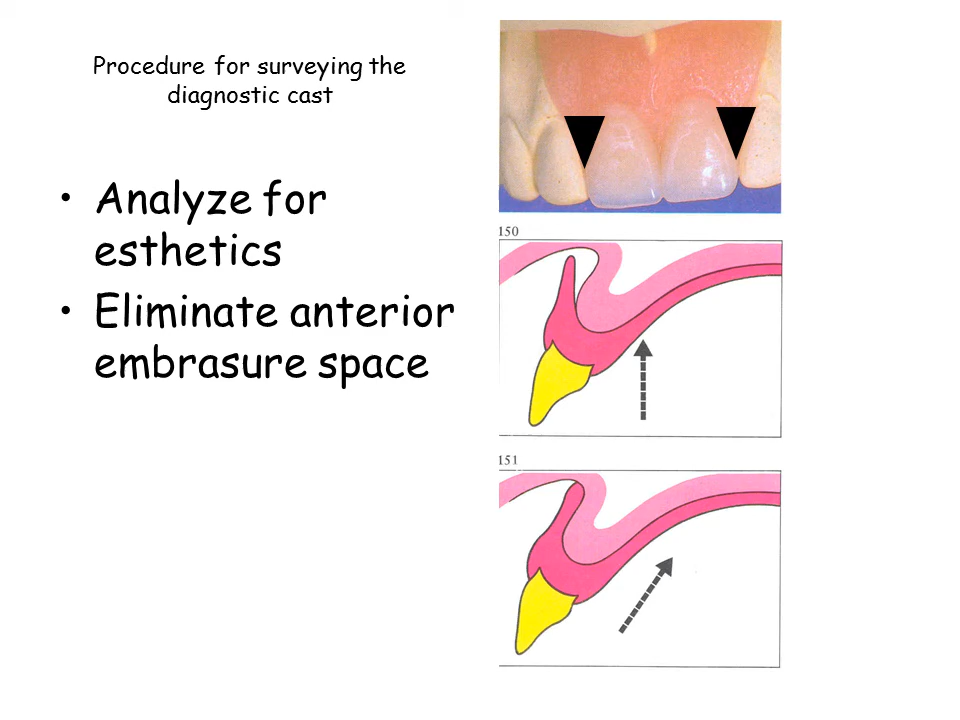 Procedure for surveying the
diagnostic cast
• Analyze for
esthetics
• Eliminate anterior
embrasure space
150
151